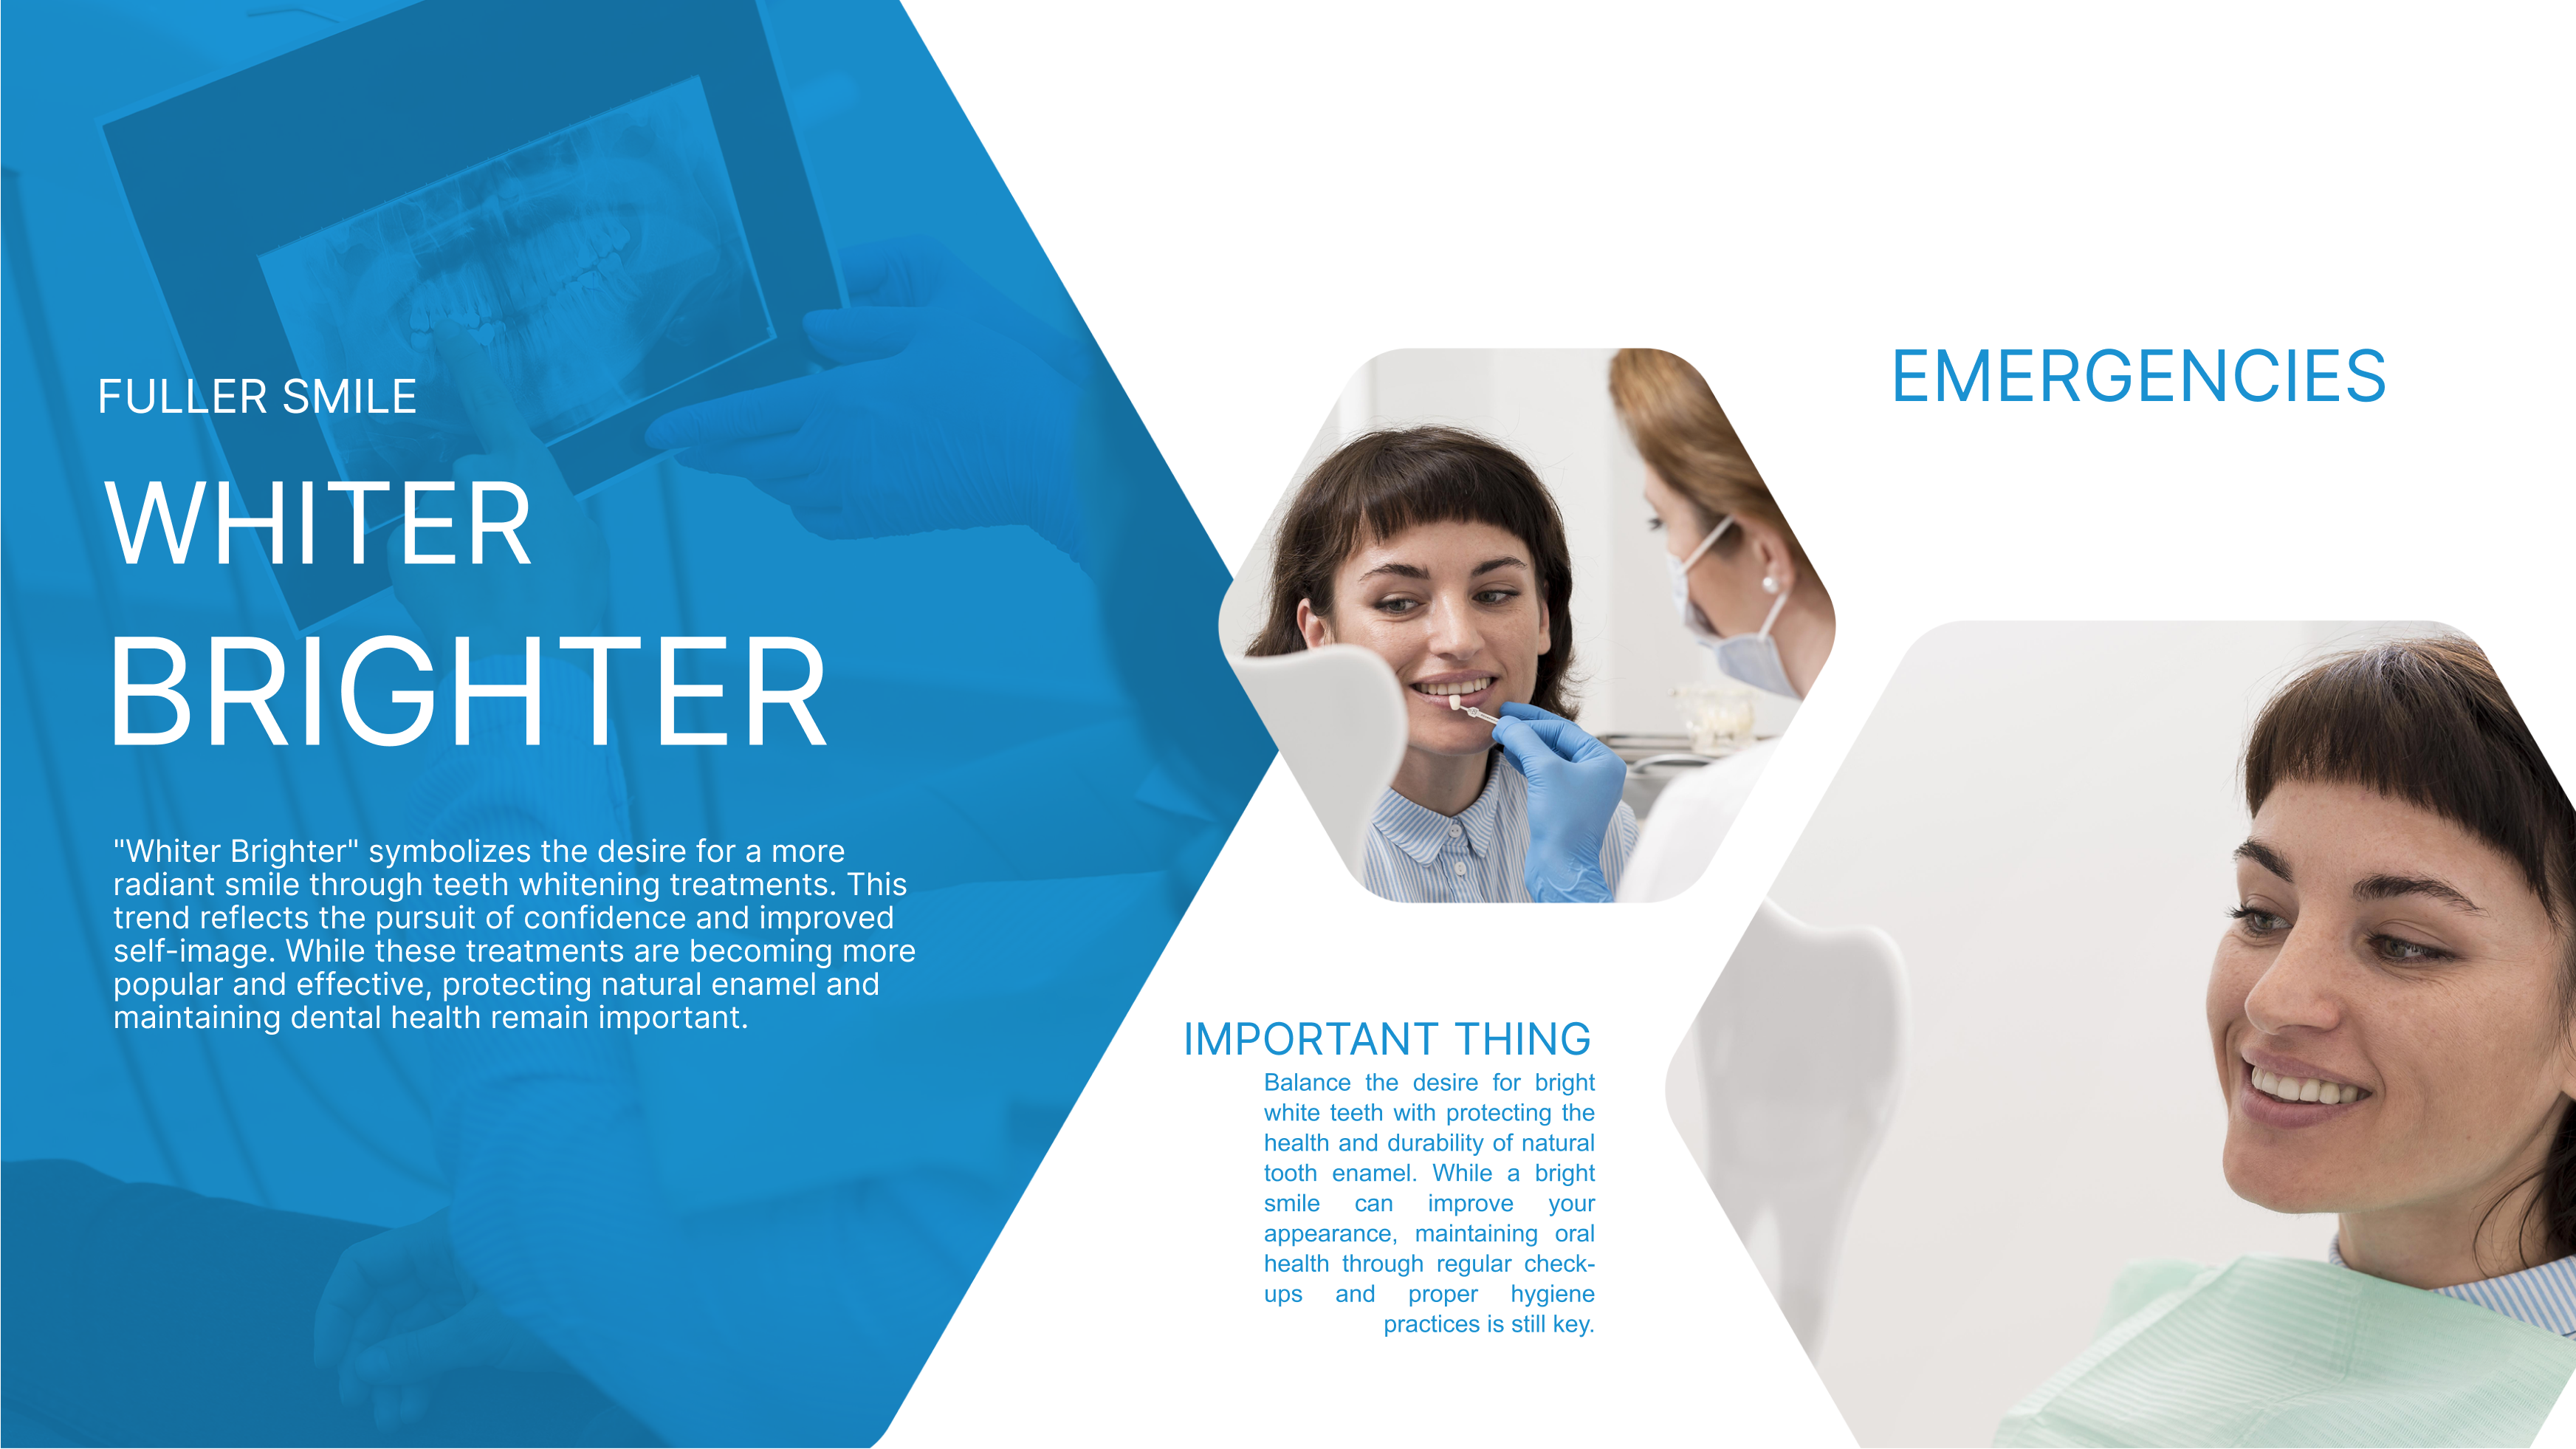 FULLER SMILE
WHITER
BRIGHTER
"Whiter Brighter" symbolizes the desire for a more
radiant smile through teeth whitening treatments. This
trend reflects the pursuit of confidence and improved
self-image. While these treatments are becoming more
popular and effective, protecting natural enamel and
maintaining dental health remain important.
EMERGENCIES
IMPORTANT THING
Balance the desire for bright
white teeth with protecting the
health and durability of natural
tooth enamel. While a bright
smile can improve your
appearance, maintaining oral
health through regular check-
ups and proper hygiene
practices is still key.